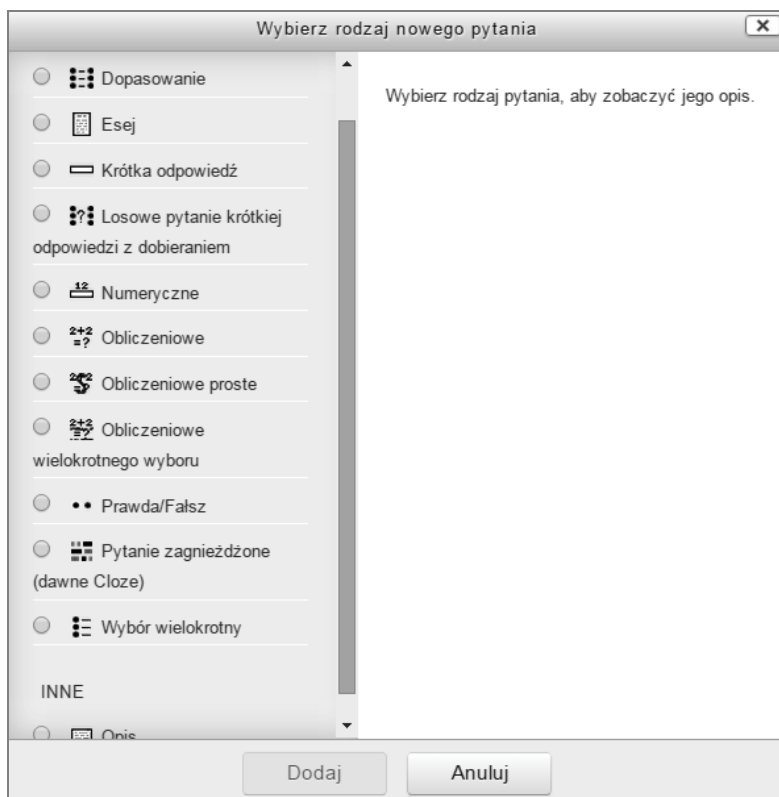 Wybierz rodzaj nowego pytania
Dopasowanie
Esej
Krótka odpowiedź
Losowe pytanie krótkiej
odpowiedzi z dobieraniem
Numeryczne
Obliczeniowe
Obliczeniowe proste
Obliczeniowe
wielokrotnego wyboru
Prawda/Fałsz
Pytanie zagnieżdżone
(dawne Cloze)
Wybór wielokrotny
INNE
Opis
Wybierz rodzaj pytania, aby zobaczyć jego opis.
Dodaj
Anuluj